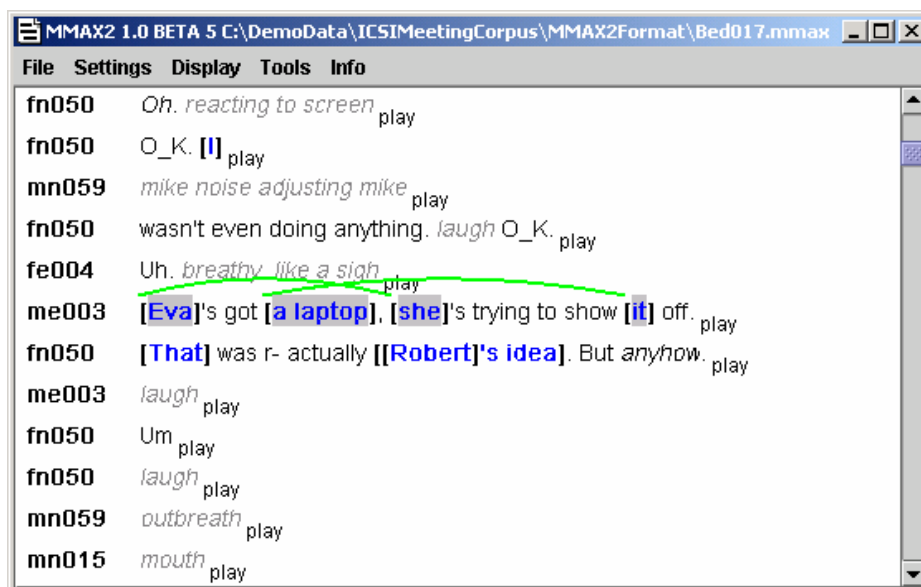 MMAX2 1.0 BETA 5 C:\DemoData\ICSIMeetingCorpus\MMAX2Format\Bed017.mmax
File Settings Display Tools Info
fn050 Oh. reacting to screen play
fn050 O_K. [I] play
mn059 mike noise adjusting mike play
fn050 wasn't even doing anything. laugh O_K. play
fe004 Uh. breathy like a sigh play
me003 [Eva]'s got [a laptop], [she]'s trying to show [it] off. play
fn050 [That] was r- actually [[Robert]'s idea]. But anyhow. play
me003 laugh play
fn050 Um play
fn050 laugh play
mn059 outbreath play
mn015 mouth play